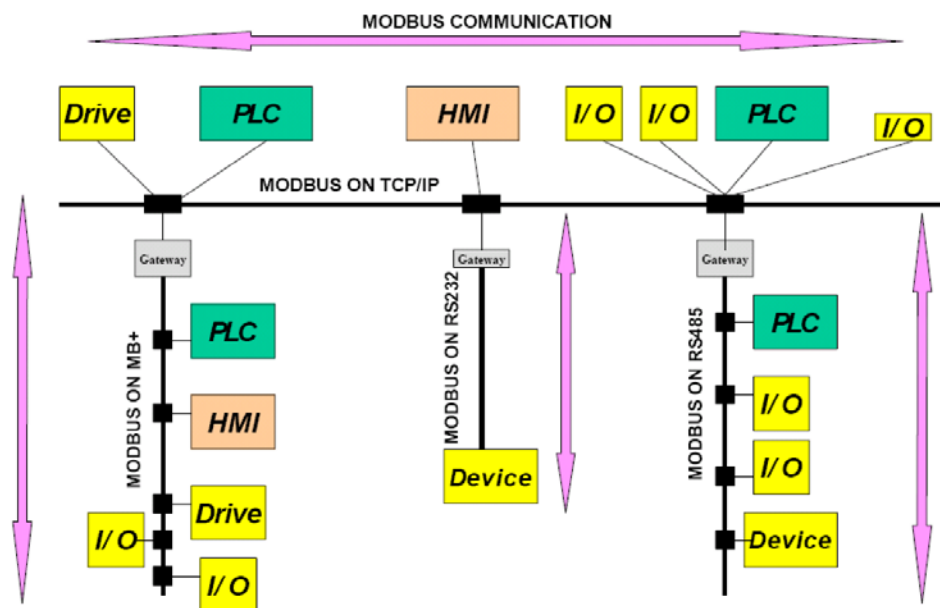 MODBUS COMMUNICATION
Drive
PLC
HMI
I/O
I/O
PLC
I/O
MODBUS ON TCP/IP
Gateway
Gateway
Gateway
MODBUS ON MB+
PLC
HMI
Drive
I/O
I/O
MODBUS ON RS232
Device
MODBUS ON RS485
PLC
I/O
I/O
Device